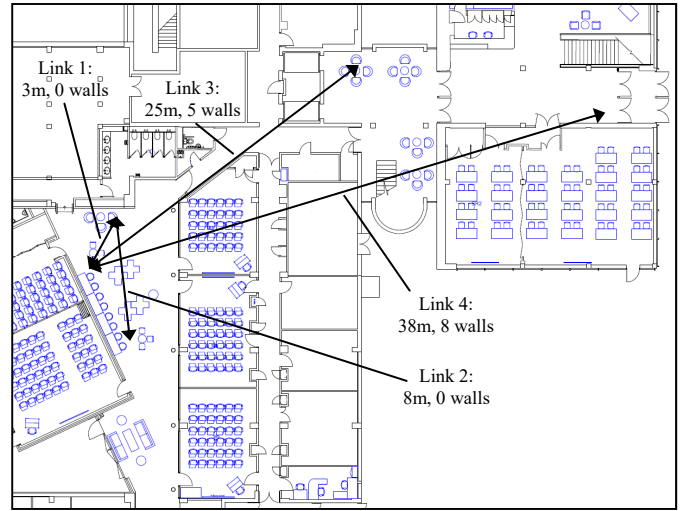 Link 1:
3m, 0 walls
Link 3:
25m, 5 walls
Link 4:
38m, 8 walls
Link 2:
8m, 0 walls